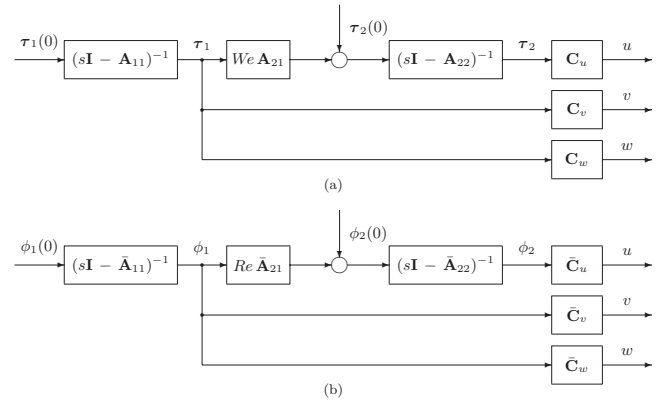 τ₁(0) (sI − A₁₁)⁻¹ τ₁ We A₂₁ τ₂(0) (sI − A₂₂)⁻¹ τ₂ C_u u
C_v v
C_w w
(a)
ϕ₁(0) (sI − Ā₁₁)⁻¹ ϕ₁ Re Ā₂₁ ϕ₂(0) (sI − Ā₂₂)⁻¹ ϕ₂ C̄_u u
C̄_v v
C̄_w w
(b)